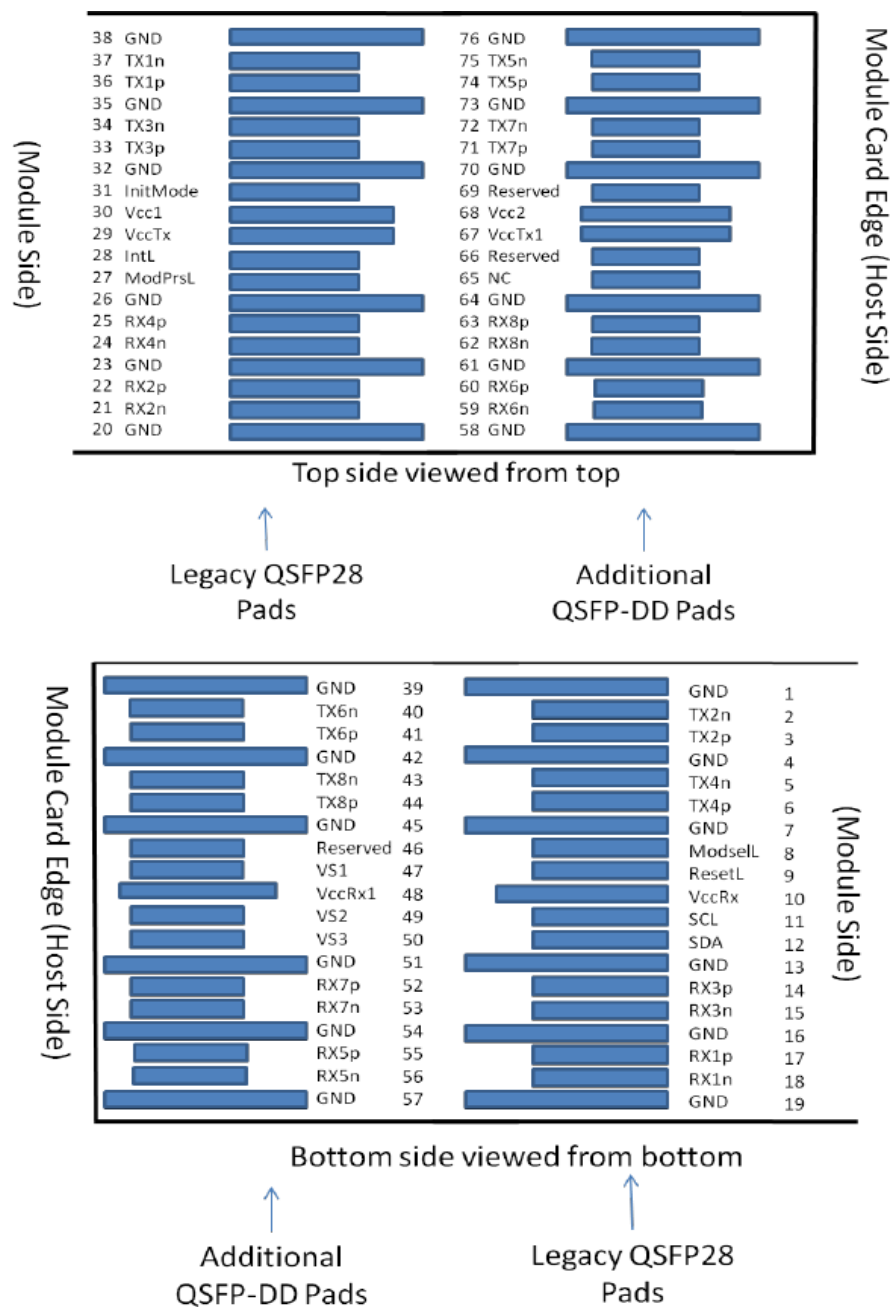 38 GND 76 GND
37 TX1n 75 TX5n
36 TX1p 74 TX5p
35 GND 73 GND
34 TX3n 72 TX7n
33 TX3p 71 TX7p
32 GND 70 GND
31 InitMode 69 Reserved
30 Vcc1 68 Vcc2
29 VccTx 67 VccTx1
28 IntL 66 Reserved
27 ModPrsL 65 NC
26 GND 64 GND
25 RX4p 63 RX8p
24 RX4n 62 RX8n
23 GND 61 GND
22 RX2p 60 RX6p
21 RX2n 59 RX6n
20 GND 58 GND
(Module Side)
Module Card Edge (Host Side)
Top side viewed from top
Legacy QSFP28
Pads
Additional
QSFP-DD Pads
Module Card Edge (Host Side)
GND 39 GND 1
TX6n 40 TX2n 2
TX6p 41 TX2p 3
GND 42 GND 4
TX8n 43 TX4n 5
TX8p 44 TX4p 6
GND 45 GND 7
Reserved 46 ModselL 8
VS1 47 ResetL 9
VccRx1 48 VccRx 10
VS2 49 SCL 11
VS3 50 SDA 12
GND 51 GND 13
RX7p 52 RX3p 14
RX7n 53 RX3n 15
GND 54 GND 16
RX5p 55 RX1p 17
RX5n 56 RX1n 18
GND 57 GND 19
(Module Side)
Bottom side viewed from bottom
Additional
QSFP-DD Pads
Legacy QSFP28
Pads